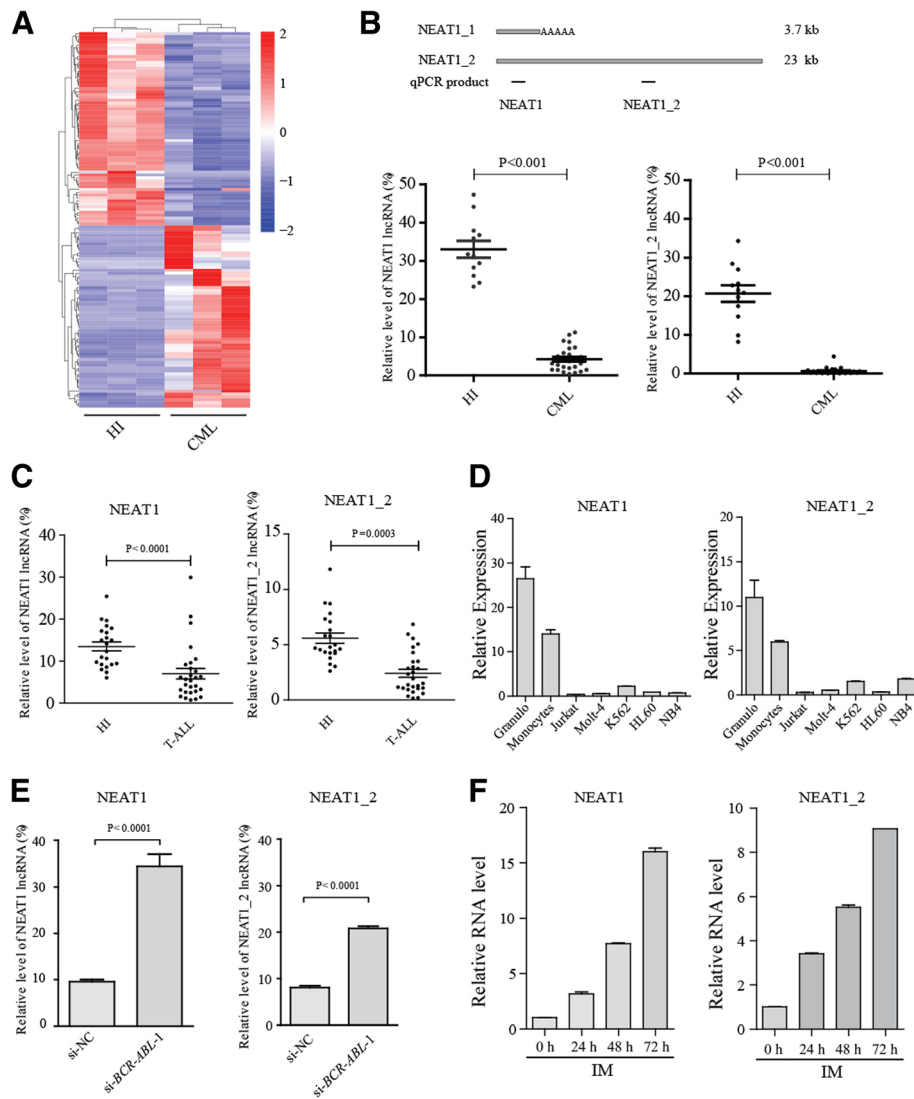 A
2
1
0
−1
−2
HI
CML
B
NEAT1_1
AAAAA
3.7 kb
NEAT1_2
23 kb
qPCR product
NEAT1
NEAT1_2
Relative level of NEAT1 lncRNA (%)
50
40
30
20
10
0
P<0.001
HI
CML
Relative level of NEAT1_2 lncRNA (%)
50
40
30
20
10
0
P<0.001
HI
CML
C
NEAT1
Relative level of NEAT1 lncRNA (%)
40
30
20
10
0
P<0.0001
HI
T-ALL
NEAT1_2
Relative level of NEAT1_2 lncRNA (%)
15
10
5
0
P=0.0003
HI
T-ALL
D
NEAT1
Relative Expression
40
30
20
10
0
Granulo
Monocytes
Jurkat
Molt-4
K562
HL60
NB4
NEAT1_2
Relative Expression
20
15
10
5
0
Granulo
Monocytes
Jurkat
Molt-4
K562
HL60
NB4
E
NEAT1
Relative level of NEAT1 lncRNA (%)
40
30
20
10
0
P<0.0001
si-NC
si-BCR-ABL-1
NEAT1_2
Relative level of NEAT1_2 lncRNA (%)
40
30
20
10
0
P<0.0001
si-NC
si-BCR-ABL-1
F
NEAT1
Relative RNA level
20
15
10
5
0
0 h 24 h 48 h 72 h
IM
NEAT1_2
Relative RNA level
10
8
6
4
2
0
0 h 24 h 48 h 72 h
IM